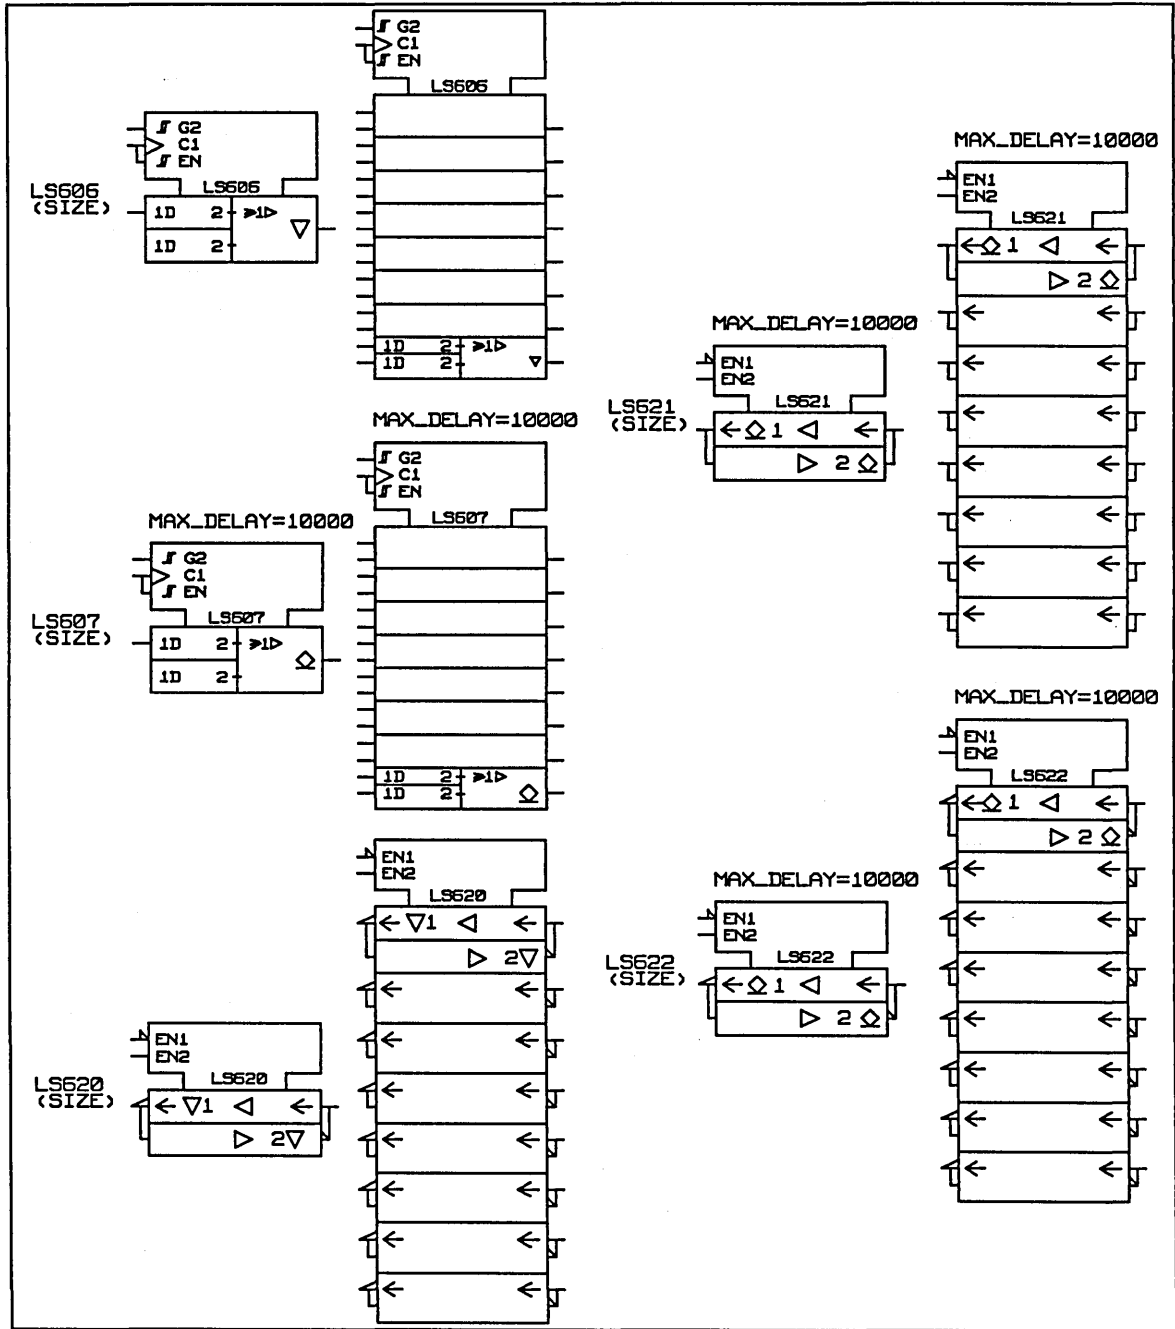 G2
C1
EN
LS606
G2
C1
EN
LS606
LS606
(SIZE)
1D 2 ≥1
1D 2
1D 2 ≥1
1D 2
MAX_DELAY=10000
EN1
EN2
LS621
1
2
MAX_DELAY=10000
EN1
EN2
LS621
LS621
(SIZE)
1
2
MAX_DELAY=10000
G2
C1
EN
LS607
MAX_DELAY=10000
G2
C1
EN
LS607
LS607
(SIZE)
1D 2 ≥1
1D 2
1D 2 ≥1
1D 2
MAX_DELAY=10000
EN1
EN2
LS622
1
2
MAX_DELAY=10000
EN1
EN2
LS622
LS622
(SIZE)
1
2
EN1
EN2
LS620
1
2
EN1
EN2
LS620
LS620
(SIZE)
1
2